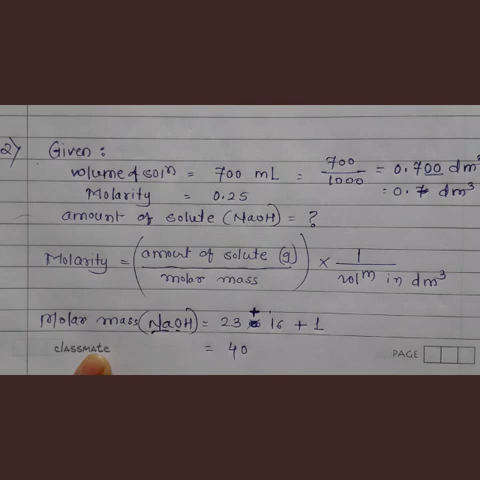 2) Given :
volume of soln = 700 mL = 700/1000 = 0.700 dm³
Molarity = 0.25 = 0.7 dm³
amount of solute (NaOH) = ?
Molarity = (amount of solute (g)/molar mass) × 1/volm in dm³
Molar mass (NaOH) = 23 + 16 + 1
= 40
classmate PAGE